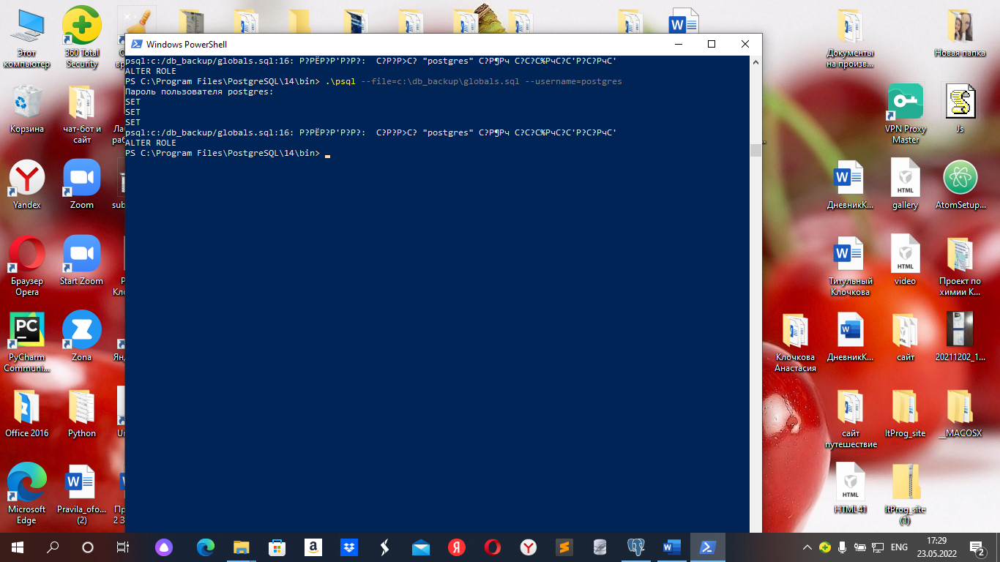 Windows PowerShell
psql:c:/db_backup/globals.sql:16: Р?РРЁР?Р'Р?Р?:  С?Р?Р>С? "postgres" С?Р¶Рч С?С?С%РчС?С'Р?С?РчС'
ALTER ROLE
PS C:\Program Files\PostgreSQL\14\bin> .\psql --file=c:\db_backup\globals.sql --username=postgres
Пароль пользователя postgres:
SET
SET
SET
psql:c:/db_backup/globals.sql:16: Р?РРЁР?Р'Р?Р?:  С?Р?Р>С? "postgres" С?Р¶Рч С?С?С%РчС?С'Р?С?РчС'
ALTER ROLE
PS C:\Program Files\PostgreSQL\14\bin>
Этот
компьютер
360 Total
Security
Корзина
чат-бот и
сайт
Yandex
Zoom
Браузер
Opera
Start Zoom
PyCharm
Communi...
Zona
Office 2016
Python
Microsoft
Edge
Pravila_ofo...
(2)
Документы
на произв...
Новая папка
VPN Proxy
Master
Js
ДневникК...
gallery
AtomSetup...
Титульный
Клочкова
video
Проект по
химии К...
Клочкова
Анастасия
ДневникК...
сайт
20211202_1...
сайт
путешествие
ItProg_site
__MACOSX
HTML41
ItProg_site
(1)
ENG
17:29
23.05.2022
2